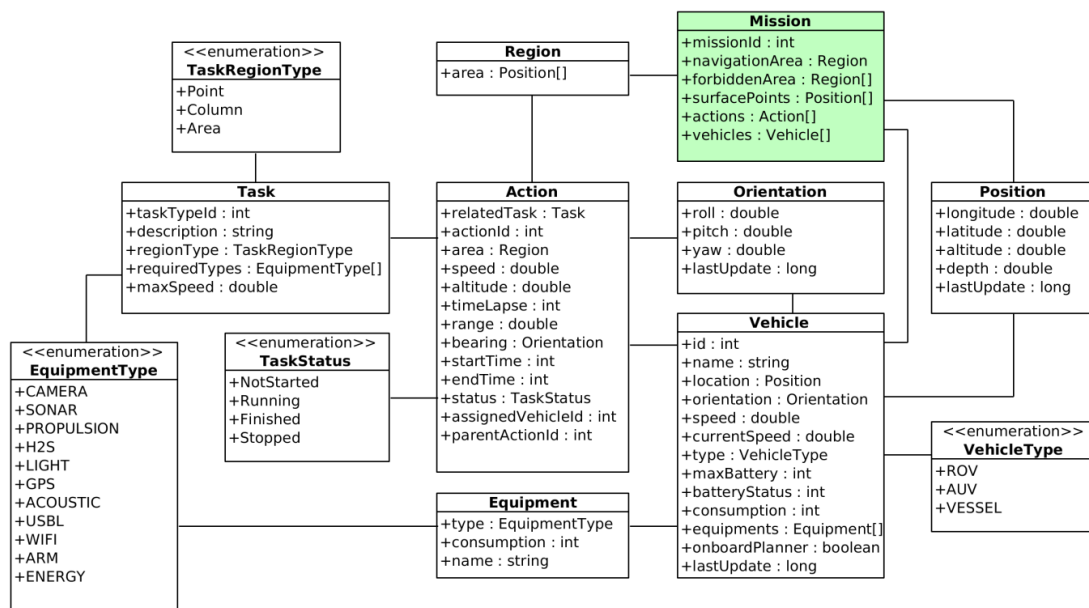 <<enumeration>>
TaskRegionType
+Point
+Column
+Area
Region
+area : Position[]
Mission
+missionId : int
+navigationArea : Region
+forbiddenArea : Region[]
+surfacePoints : Position[]
+actions : Action[]
+vehicles : Vehicle[]
Task
+taskTypeId : int
+description : string
+regionType : TaskRegionType
+requiredTypes : EquipmentType[]
+maxSpeed : double
Action
+relatedTask : Task
+actionId : int
+area : Region
+speed : double
+altitude : double
+timeLapse : int
+range : double
+bearing : Orientation
+startTime : int
+endTime : int
+status : TaskStatus
+assignedVehicleId : int
+parentActionId : int
Orientation
+roll : double
+pitch : double
+yaw : double
+lastUpdate : long
Position
+longitude : double
+latitude : double
+altitude : double
+depth : double
+lastUpdate : long
<<enumeration>>
EquipmentType
+CAMERA
+SONAR
+PROPULSION
+H2S
+LIGHT
+GPS
+ACOUSTIC
+USBL
+WIFI
+ARM
+ENERGY
<<enumeration>>
TaskStatus
+NotStarted
+Running
+Finished
+Stopped
Vehicle
+id : int
+name : string
+location : Position
+orientation : Orientation
+speed : double
+currentSpeed : double
+type : VehicleType
+maxBattery : int
+batteryStatus : int
+consumption : int
+equipments : Equipment[]
+onboardPlanner : boolean
+lastUpdate : long
<<enumeration>>
VehicleType
+ROV
+AUV
+VESSEL
Equipment
+type : EquipmentType
+consumption : int
+name : string